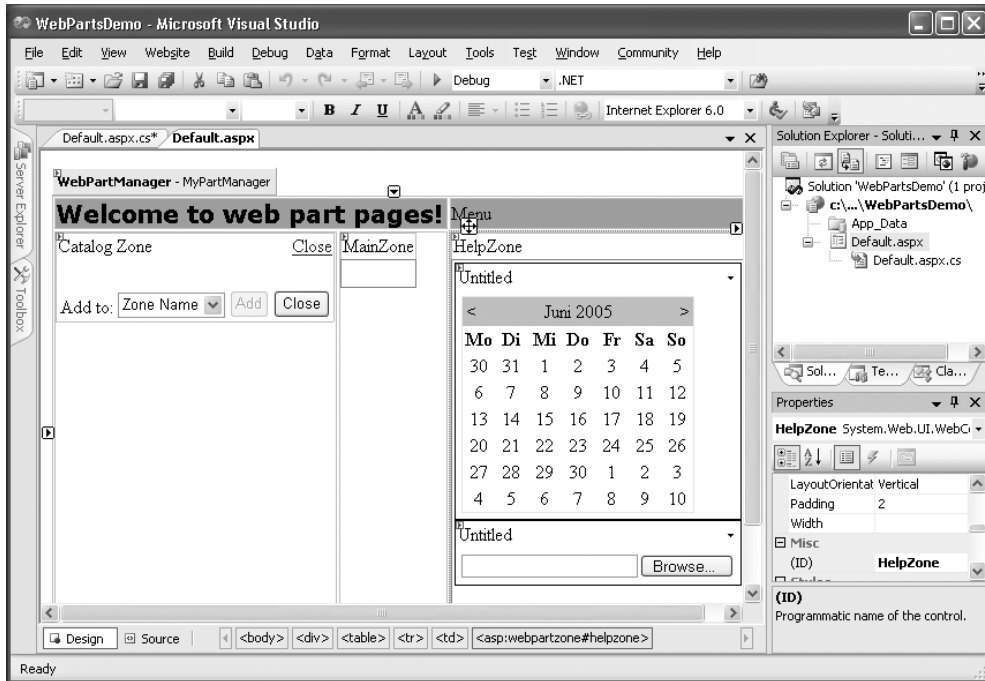 WebPartsDemo - Microsoft Visual Studio
File Edit View Website Build Debug Data Format Layout Tools Test Window Community Help
Debug .NET
B I U A Internet Explorer 6.0
Server Explorer
Toolbox
Default.aspx.cs* Default.aspx
WebPartManager - MyPartManager
Welcome to web part pages! Menu
Catalog Zone Close MainZone HelpZone
Add to: Zone Name Add Close
Untitled
< Juni 2005 >
Mo Di Mi Do Fr Sa So
30 31 1 2 3 4 5
6 7 8 9 10 11 12
13 14 15 16 17 18 19
20 21 22 23 24 25 26
27 28 29 30 1 2 3
4 5 6 7 8 9 10
Untitled
Browse...
Design Source <body> <div> <table> <tr> <td> <asp:webpartzone#helpzone>
Solution Explorer - Soluti...
Solution 'WebPartsDemo' (1 proj
c:\...\WebPartsDemo\
App_Data
Default.aspx
Default.aspx.cs
Sol... Te... Cla...
Properties
HelpZone System.Web.UI.WebC
LayoutOrientat Vertical
Padding 2
Width
Misc
(ID) HelpZone
(ID)
Programmatic name of the control.
Ready